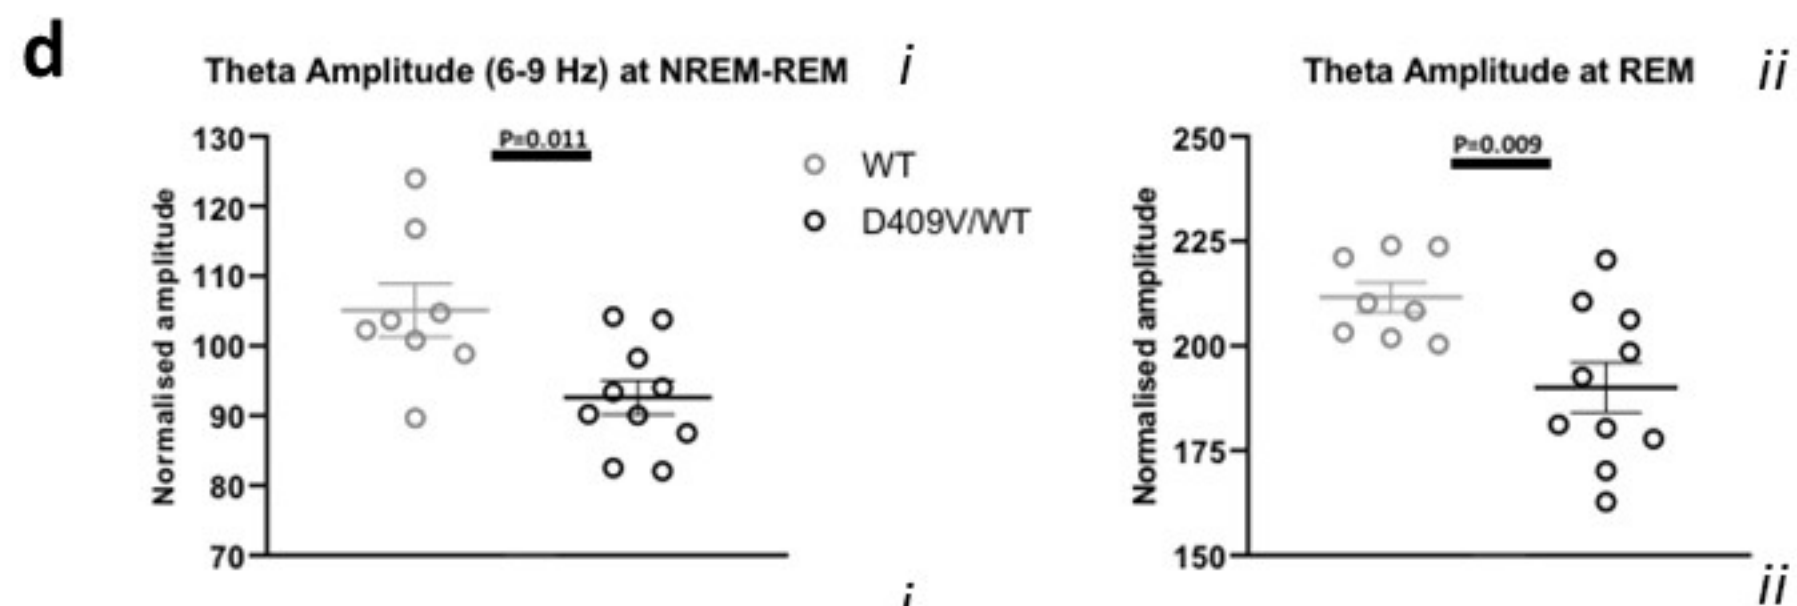 d
Theta Amplitude (6-9 Hz) at NREM-REM
i
Normalised amplitude
130
120
110
100
90
80
70
P=0.011
WT
D409V/WT
Theta Amplitude at REM
ii
Normalised amplitude
250
225
200
175
150
P=0.009
i
ii